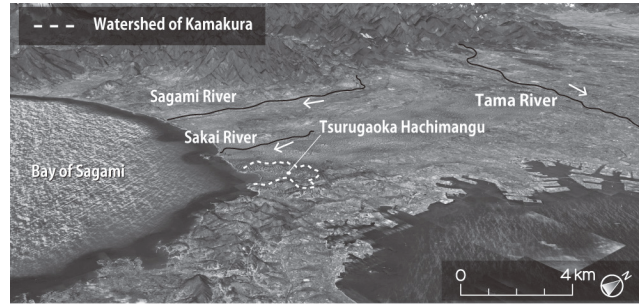 Watershed of Kamakura
Sagami River
Tama River
Sakai River
Tsurugaoka Hachimangu
Bay of Sagami
0 4 km
N